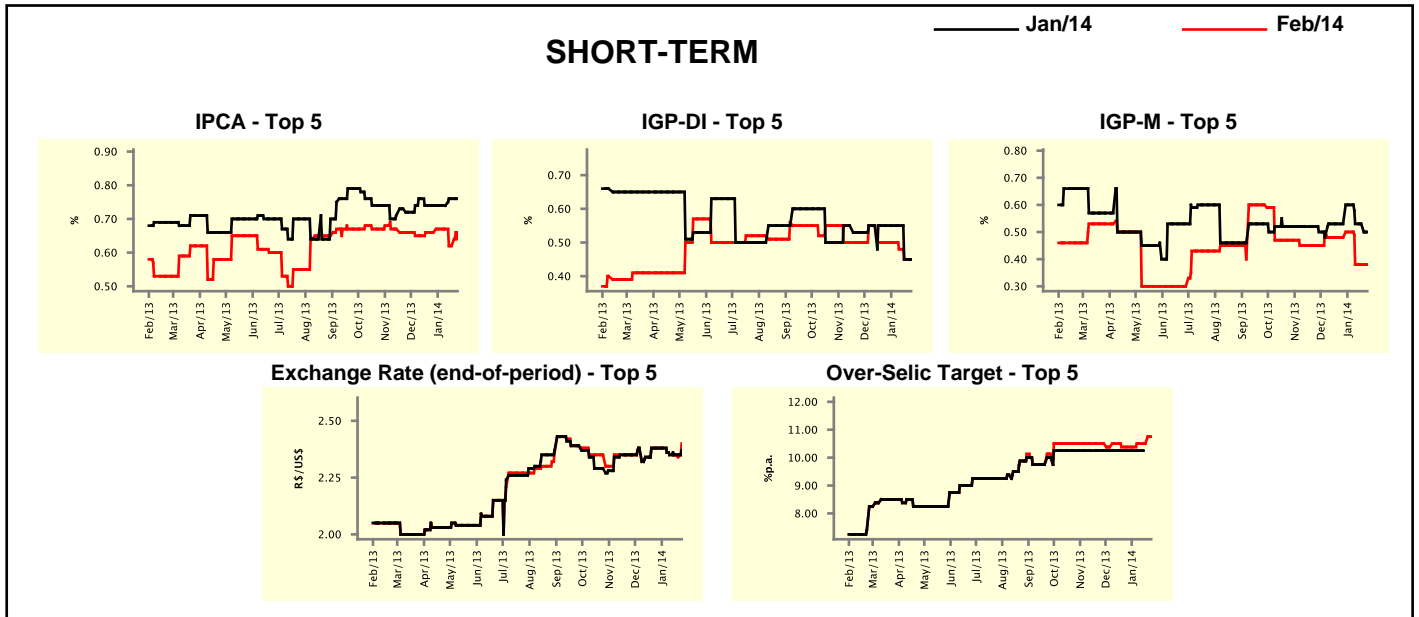 Jan/14
Feb/14
SHORT-TERM
IPCA - Top 5
0.90
0.80
0.70
0.60
0.50
%
Feb/13
Mar/13
Apr/13
May/13
Jun/13
Jul/13
Aug/13
Sep/13
Oct/13
Nov/13
Dec/13
Jan/14
IGP-DI - Top 5
0.70
0.60
0.50
0.40
%
Feb/13
Mar/13
Apr/13
May/13
Jun/13
Jul/13
Aug/13
Sep/13
Oct/13
Nov/13
Dec/13
Jan/14
IGP-M - Top 5
0.80
0.70
0.60
0.50
0.40
0.30
%
Feb/13
Mar/13
Apr/13
May/13
Jun/13
Jul/13
Aug/13
Sep/13
Oct/13
Nov/13
Dec/13
Jan/14
Exchange Rate (end-of-period) - Top 5
2.50
2.25
2.00
R$/US$
Feb/13
Mar/13
Apr/13
May/13
Jun/13
Jul/13
Aug/13
Sep/13
Oct/13
Nov/13
Dec/13
Jan/14
Over-Selic Target - Top 5
12.00
11.00
10.00
9.00
8.00
%p.a.
Feb/13
Mar/13
Apr/13
May/13
Jun/13
Jul/13
Aug/13
Sep/13
Oct/13
Nov/13
Dec/13
Jan/14